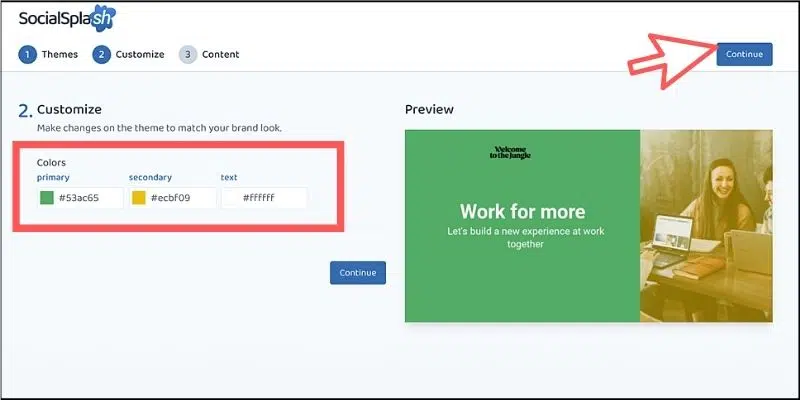 SocialSplash
1 Themes 2 Customize 3 Content
Continue
2. Customize
Make changes on the theme to match your brand look.
Colors
primary secondary text
#53ac65 #ecbf09 #ffffff
Continue
Preview
Welcome
to the Jungle
Work for more
Let's build a new experience at work
together